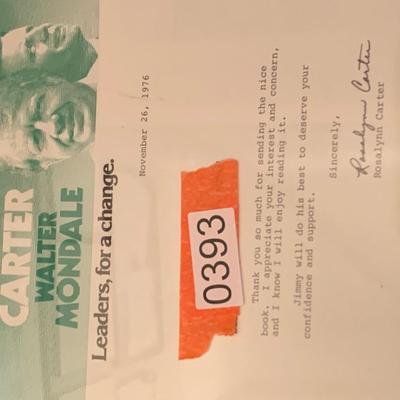 CARTER
WALTER
MONDALE
Leaders, for a change.
November 26, 1976
0393
Thank you so much for sending the nice
book. I appreciate your interest and concern,
and I know I will enjoy reading it.
Jimmy will do his best to deserve your
confidence and support.
Sincerely,
Rosalynn Carter
Rosalynn Carter